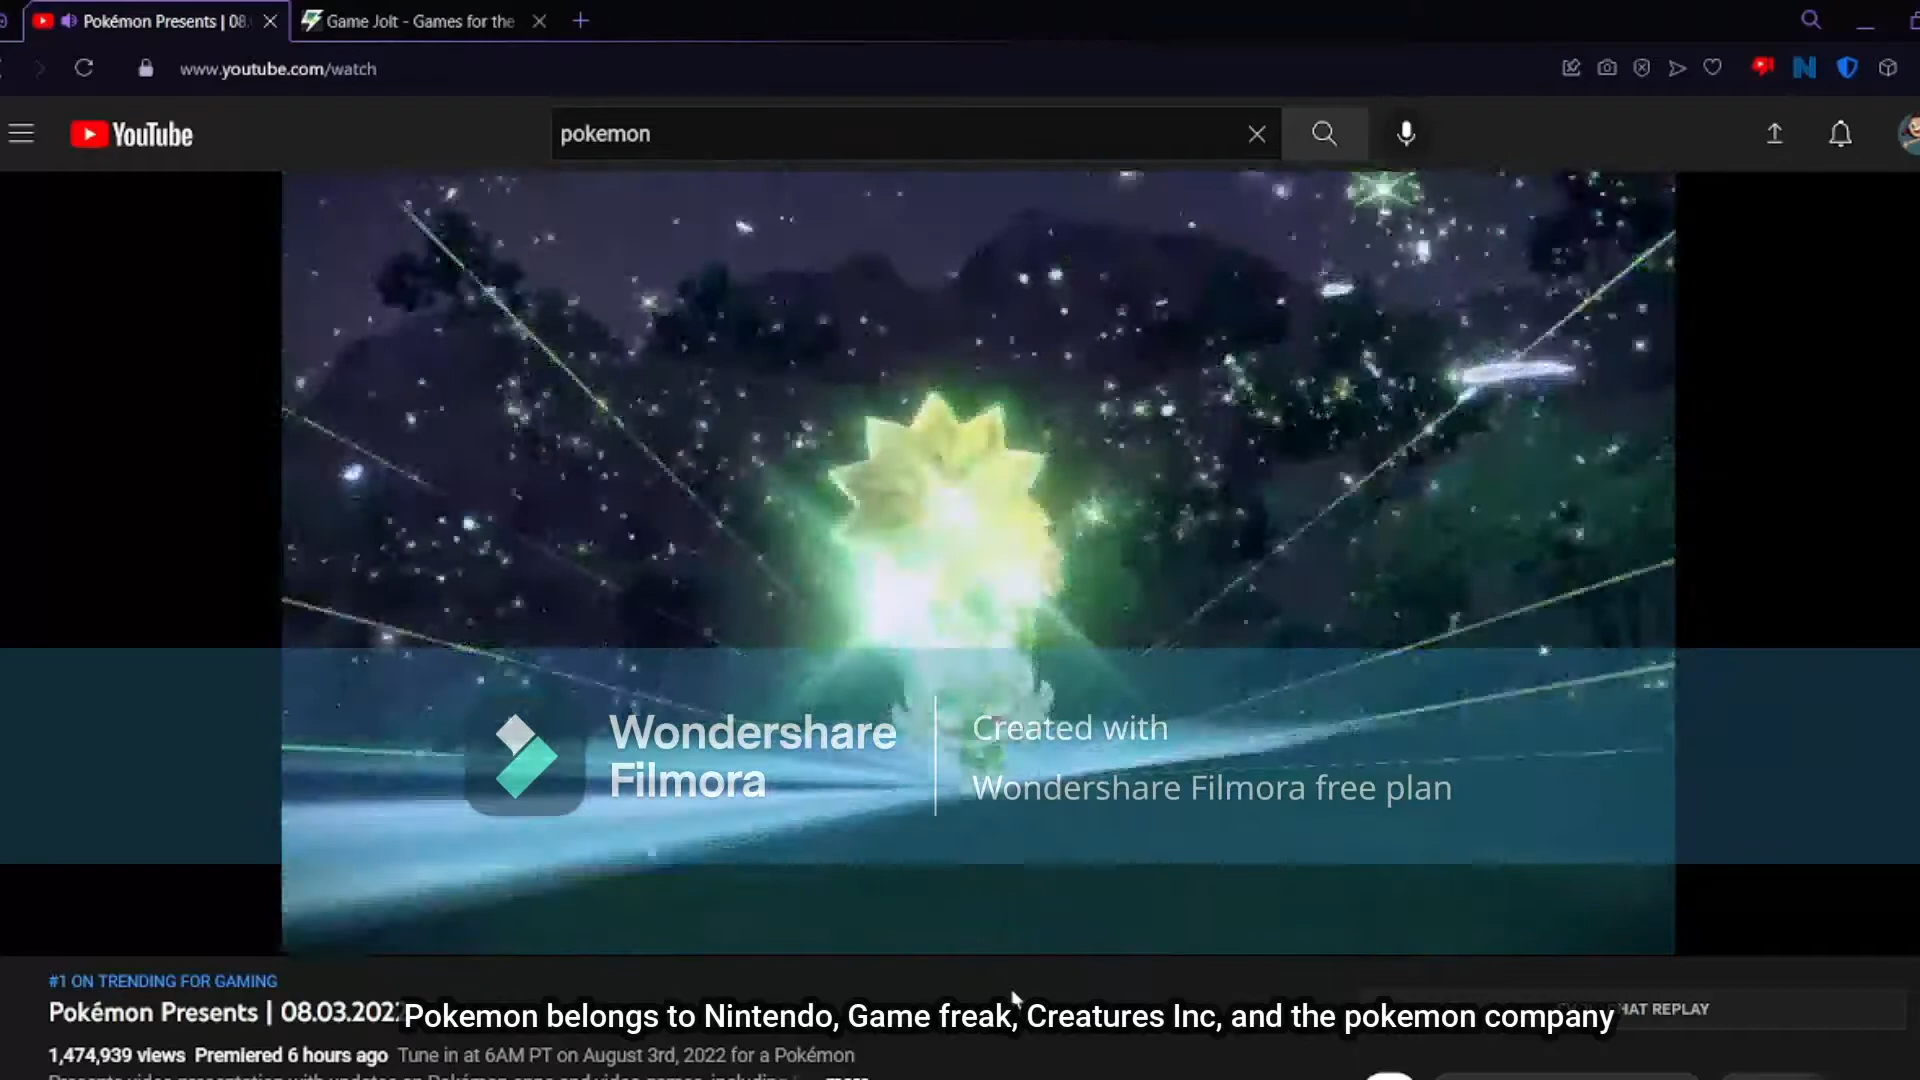 Pokémon Presents | 08.
Game Jolt - Games for the
www.youtube.com/watch
YouTube
pokemon
Wondershare
Filmora
Created with
Wondershare Filmora free plan
#1 ON TRENDING FOR GAMING
Pokémon Presents | 08.03.2022
Pokemon belongs to Nintendo, Game freak, Creatures Inc, and the pokemon company
HAT REPLAY
1,474,939 views Premiered 6 hours ago Tune in at 6AM PT on August 3rd, 2022 for a Pokémon